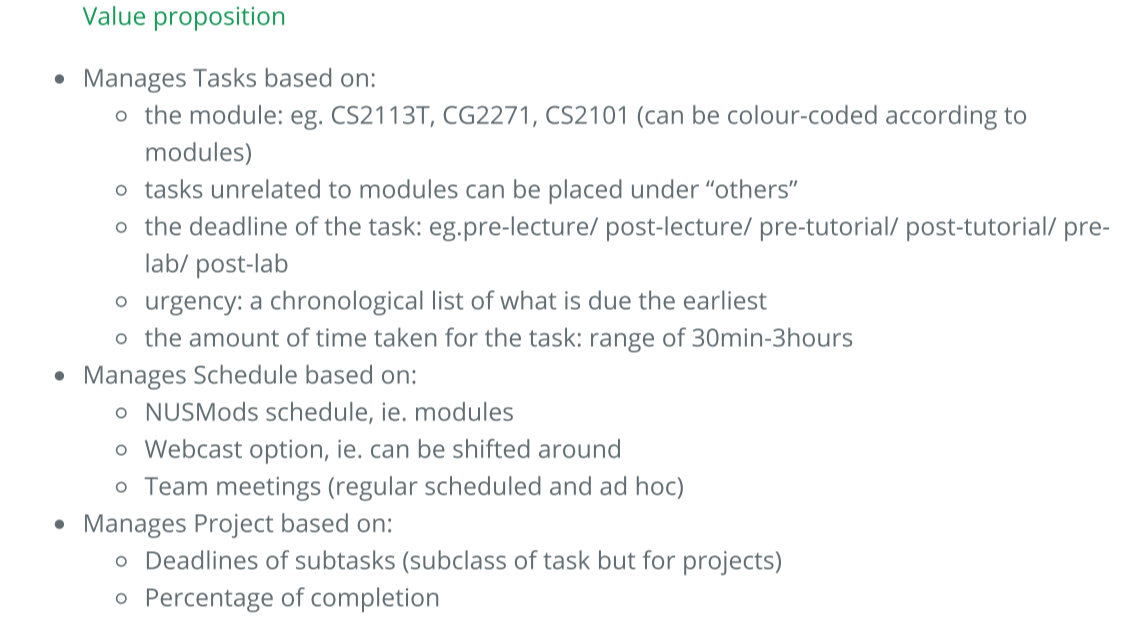 Value proposition
• Manages Tasks based on:
○ the module: eg. CS2113T, CG2271, CS2101 (can be colour-coded according to
modules)
○ tasks unrelated to modules can be placed under “others”
○ the deadline of the task: eg.pre-lecture/ post-lecture/ pre-tutorial/ post-tutorial/ pre-
lab/ post-lab
○ urgency: a chronological list of what is due the earliest
○ the amount of time taken for the task: range of 30min-3hours
• Manages Schedule based on:
○ NUSMods schedule, ie. modules
○ Webcast option, ie. can be shifted around
○ Team meetings (regular scheduled and ad hoc)
• Manages Project based on:
○ Deadlines of subtasks (subclass of task but for projects)
○ Percentage of completion